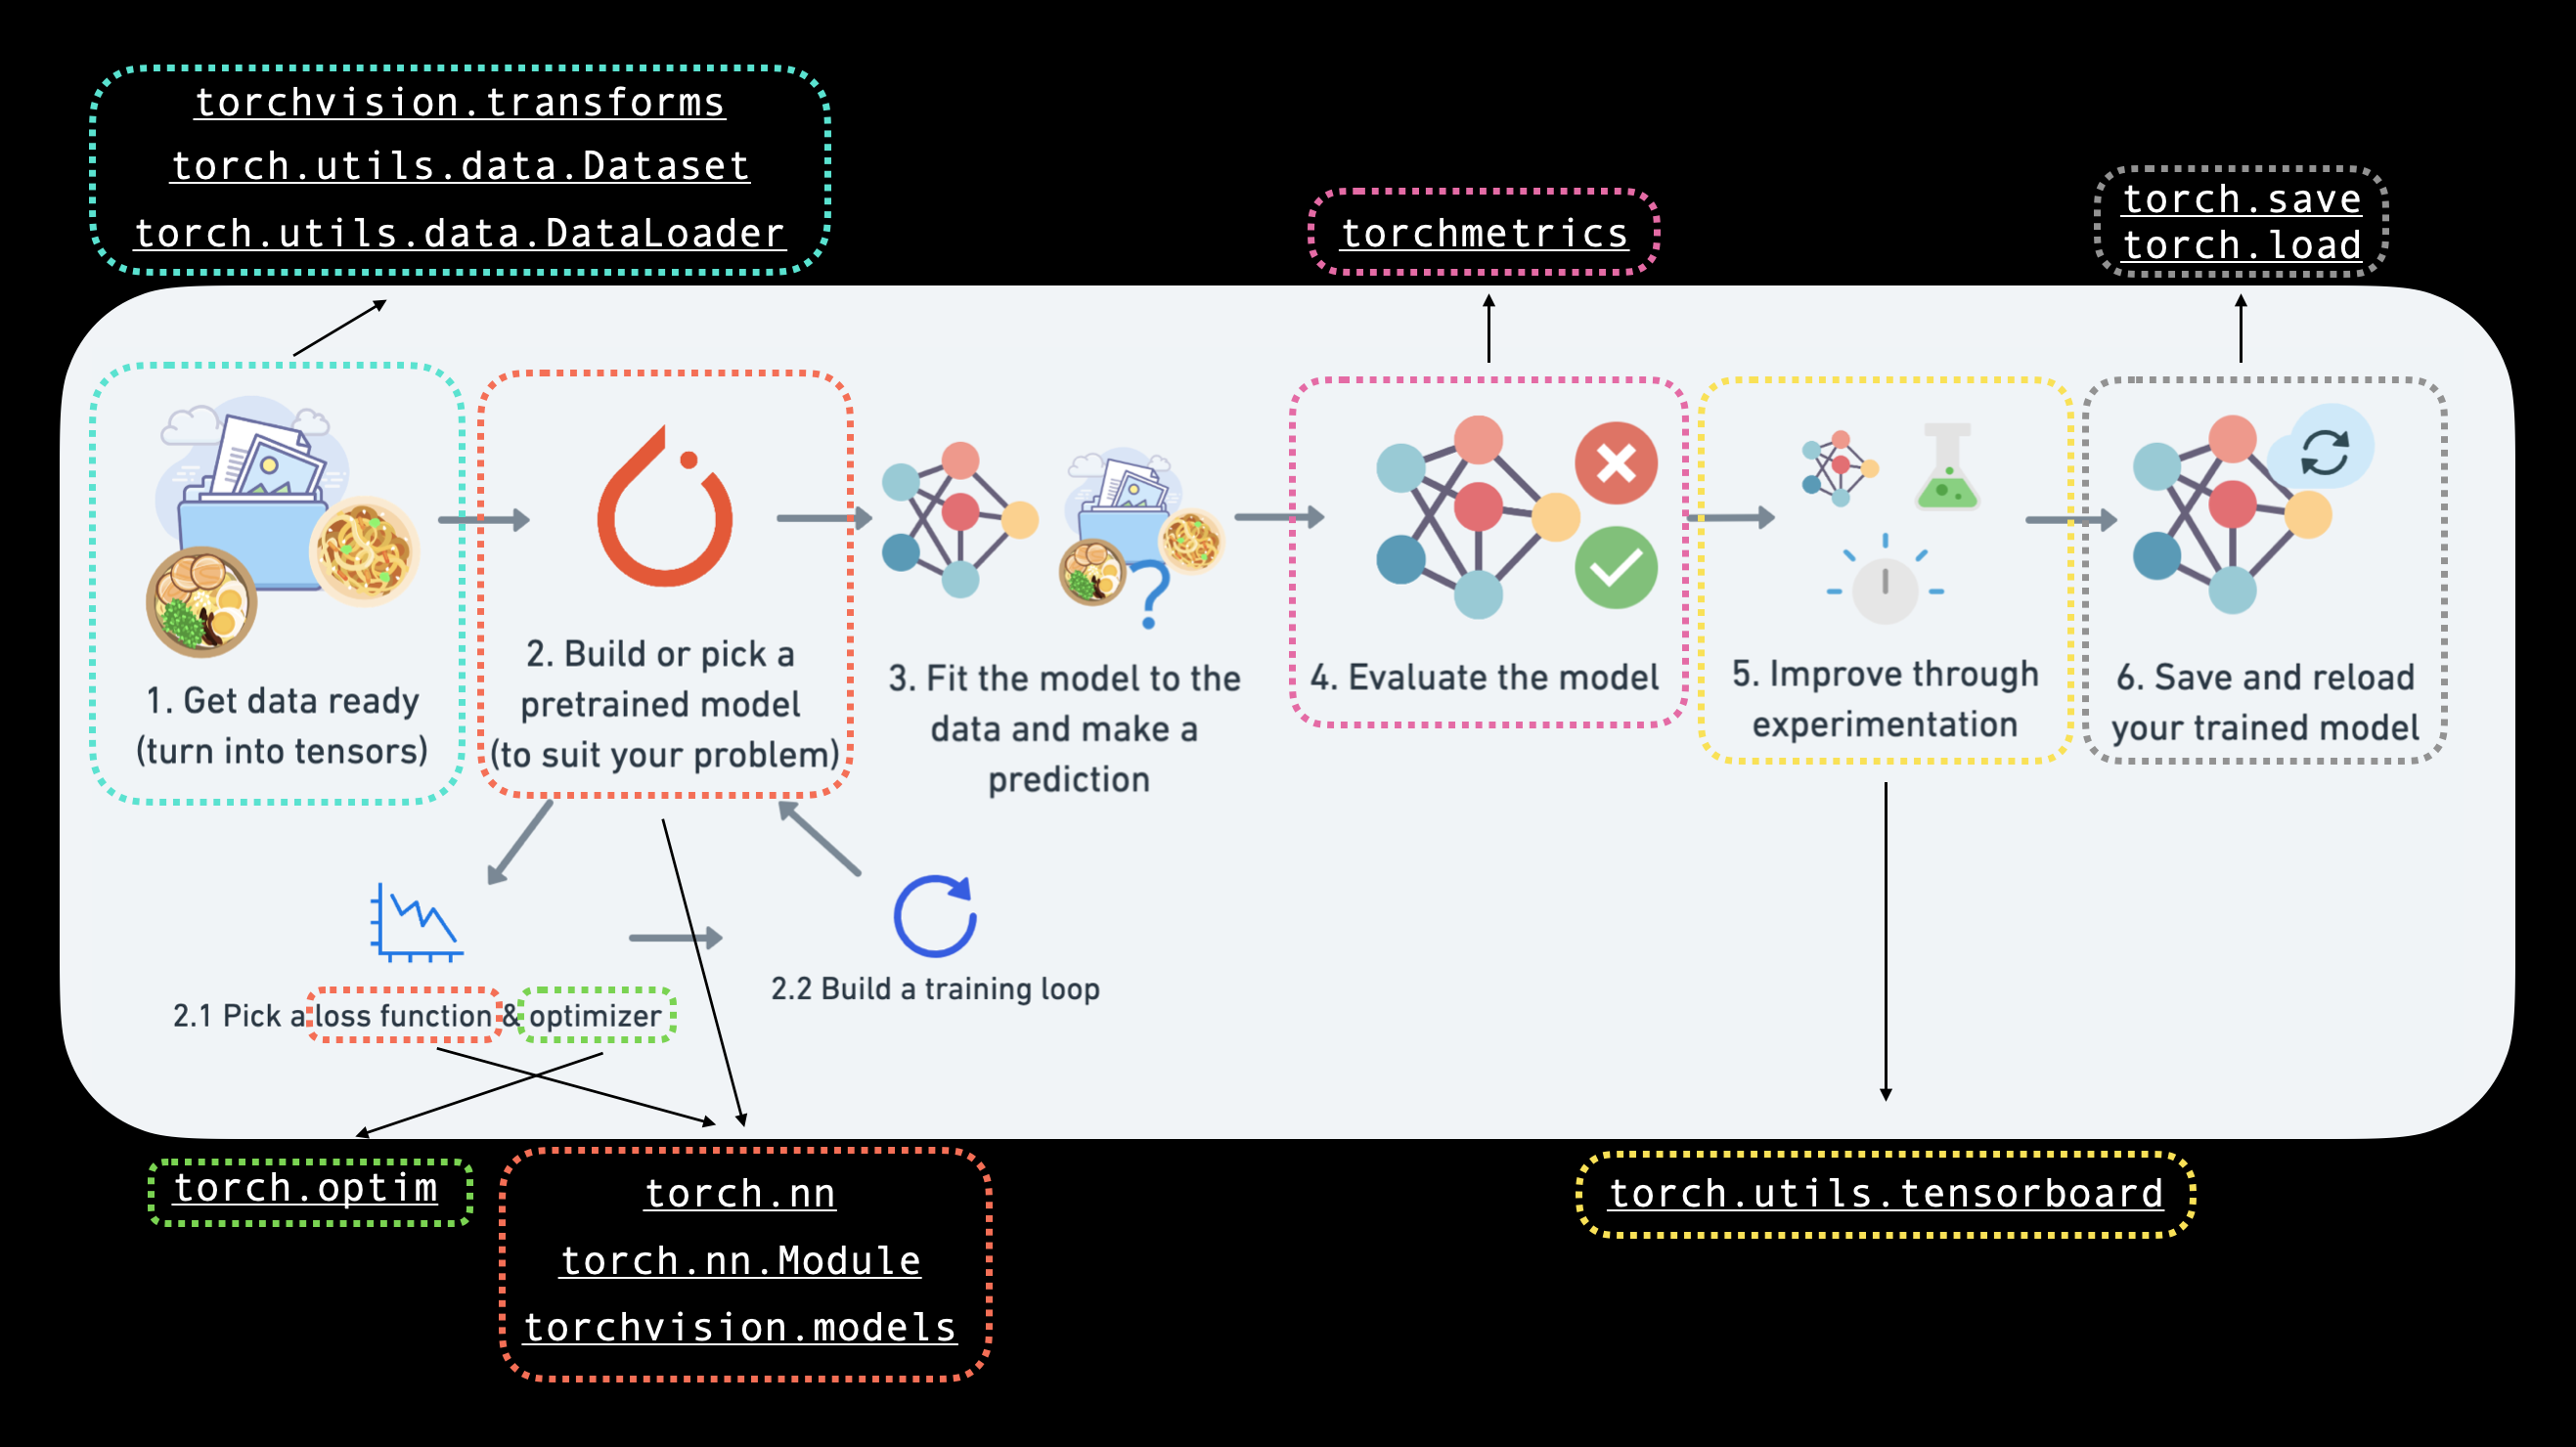 torchvision.transforms
torch.utils.data.Dataset
torch.utils.data.DataLoader
torchmetrics
torch.save
torch.load
1. Get data ready
(turn into tensors)
2. Build or pick a
pretrained model
(to suit your problem)
3. Fit the model to the
data and make a
prediction
4. Evaluate the model
5. Improve through
experimentation
6. Save and reload
your trained model
2.1 Pick a loss function & optimizer
2.2 Build a training loop
torch.optim
torch.nn
torch.nn.Module
torchvision.models
torch.utils.tensorboard